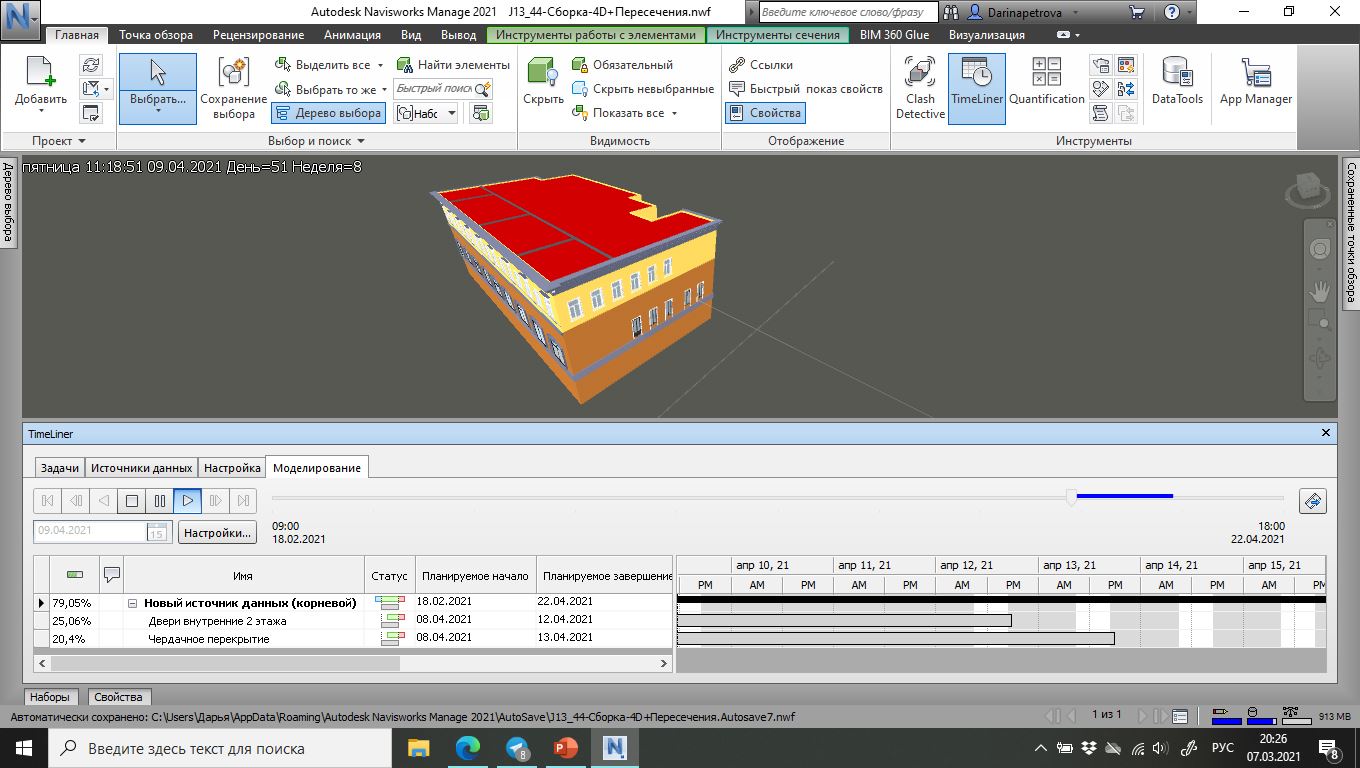 Autodesk Navisworks Manage 2021 J13_44-Сборка-4D+Пересечения.nwf
Введите ключевое слово/фразу
Darinapetrova
Главная Точка обзора Рецензирование Анимация Вид Вывод Инструменты работы с элементами Инструменты сечения BIM 360 Glue Визуализация
Добавить
Проект
Выбрать...
Сохранение выбора
Выделить все
Выбрать то же
Дерево выбора
Найти элементы
Быстрый поиск
Набс
Выбор и поиск
Скрыть
Обязательный
Скрыть невыбранные
Показать все
Видимость
Ссылки
Быстрый показ свойств
Свойства
Отображение
Clash Detective
TimeLiner
Quantification
DataTools
App Manager
Инструменты
Дерево выбора
пятница 11:18:51 09.04.2021 День=51 Неделя=8
Сохраненные точки обзора
TimeLiner
Задачи Источники данных Настройка Моделирование
09.04.2021 15 Настройки...
09:00
18.02.2021
18:00
22.04.2021
Имя Статус Планируемое начало Планируемое завершение
апр 10, 21 апр 11, 21 апр 12, 21 апр 13, 21 апр 14, 21 апр 15, 21
PM AM PM AM PM AM PM AM PM AM PM AM PM
79,05% Новый источник данных (корневой) 18.02.2021 22.04.2021
25,06% Двери внутренние 2 этажа 08.04.2021 12.04.2021
20,4% Чердачное перекрытие 08.04.2021 13.04.2021
Наборы Свойства
Автоматически сохранено: C:\Users\Дарья\AppData\Roaming\Autodesk Navisworks Manage 2021\AutoSave\J13_44-Сборка-4D+Пересечения.Autosave7.nwf
1 из 1
913 MB
Введите здесь текст для поиска
8
РУС
20:26
07.03.2021
8